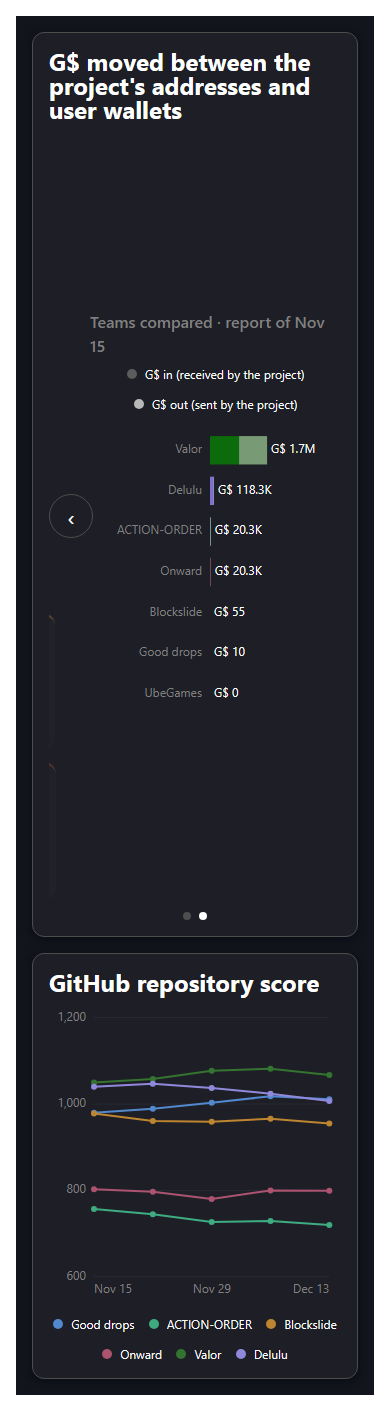 G$ moved between the
project's addresses and
user wallets
Teams compared · report of Nov
15
G$ in (received by the project)
G$ out (sent by the project)
Valor G$ 1.7M
Delulu G$ 118.3K
ACTION-ORDER G$ 20.3K
Onward G$ 20.3K
Blockslide G$ 55
Good drops G$ 10
UbeGames G$ 0
GitHub repository score
1,200
1,000
800
600
Nov 15 Nov 29 Dec 13
Good drops ACTION-ORDER Blockslide
Onward Valor Delulu